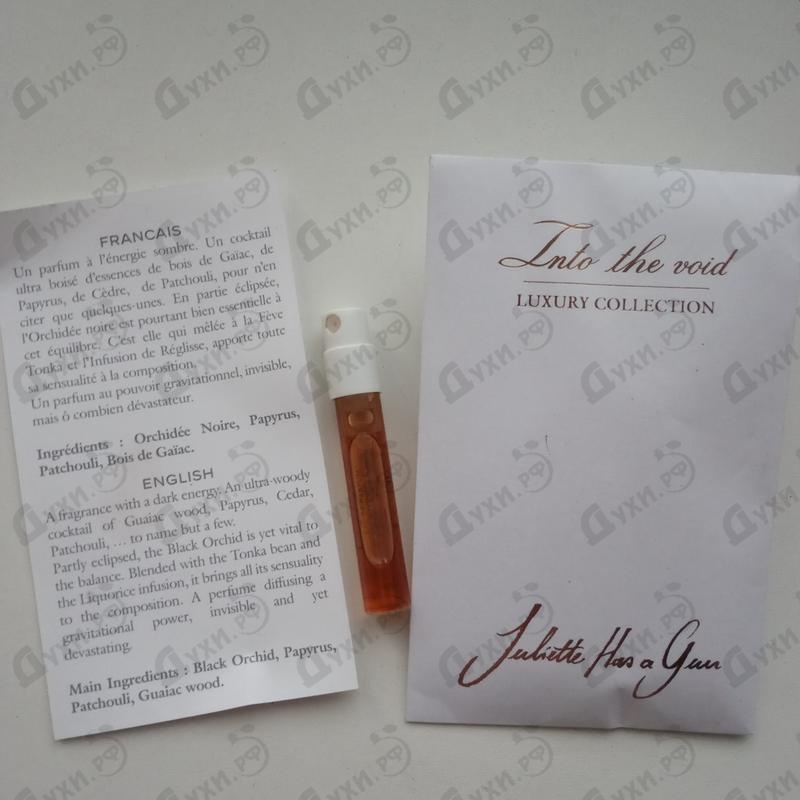 FRANCAIS
Un parfum à l'énergie sombre. Un cocktail
ultra boisé d'essences de bois de Gaïac, de
Papyrus, de Cèdre, de Patchouli, pour n'en
citer que quelques-unes. En partie éclipsée,
l'Orchidée noire est pourtant bien essentielle à
cet équilibre. C'est elle qui mêlée à la Fève
Tonka et l'Infusion de Réglisse, apporte toute
sa sensualité à la composition.
Un parfum au pouvoir gravitationnel, invisible,
mais ô combien dévastateur.
Ingrédients : Orchidée Noire, Papyrus,
Patchouli, Bois de Gaïac.
ENGLISH
A fragrance with a dark energy. An ultra-woody
cocktail of Guaiac wood, Papyrus, Cedar,
Patchouli, … to name but a few.
Partly eclipsed, the Black Orchid is yet vital to
the balance. Blended with the Tonka bean and
the Liquorice infusion, it brings all its sensuality
to the composition. A perfume diffusing a
gravitational power, invisible and yet
devastating.
Main Ingredients : Black Orchid, Papyrus,
Patchouli, Guaiac wood.
Into the void
LUXURY COLLECTION
Juliette Has a Gun
Духи.рф